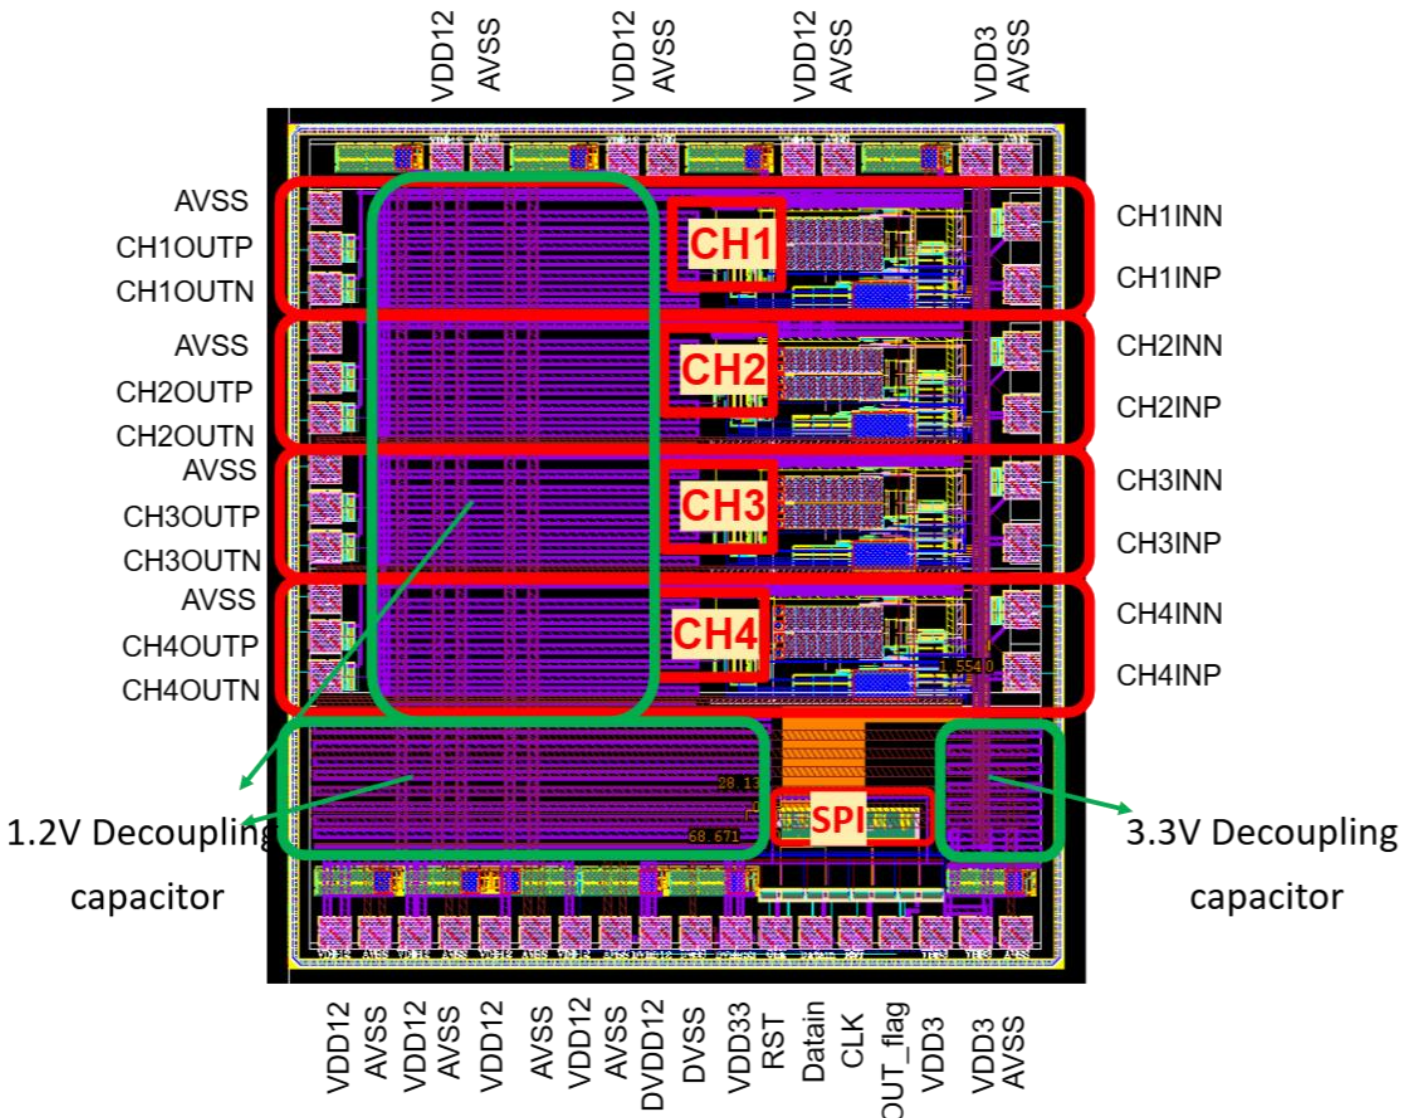 VDD12
AVSS
VDD12
AVSS
VDD12
AVSS
VDD3
AVSS
AVSS
CH1OUTP
CH1OUTN
CH1
CH1INN
CH1INP
AVSS
CH2OUTP
CH2OUTN
CH2
CH2INN
CH2INP
AVSS
CH3OUTP
CH3OUTN
CH3
CH3INN
CH3INP
AVSS
CH4OUTP
CH4OUTN
CH4
CH4INN
CH4INP
1.2V Decoupling
capacitor
68.671
SPI
3.3V Decoupling
capacitor
VDD12
AVSS
VDD12
AVSS
VDD12
AVSS
VDD12
AVSS
DVDD12
DVSS
VDD33
RST
Datain
CLK
OUT_flag
VDD3
VDD3
AVSS